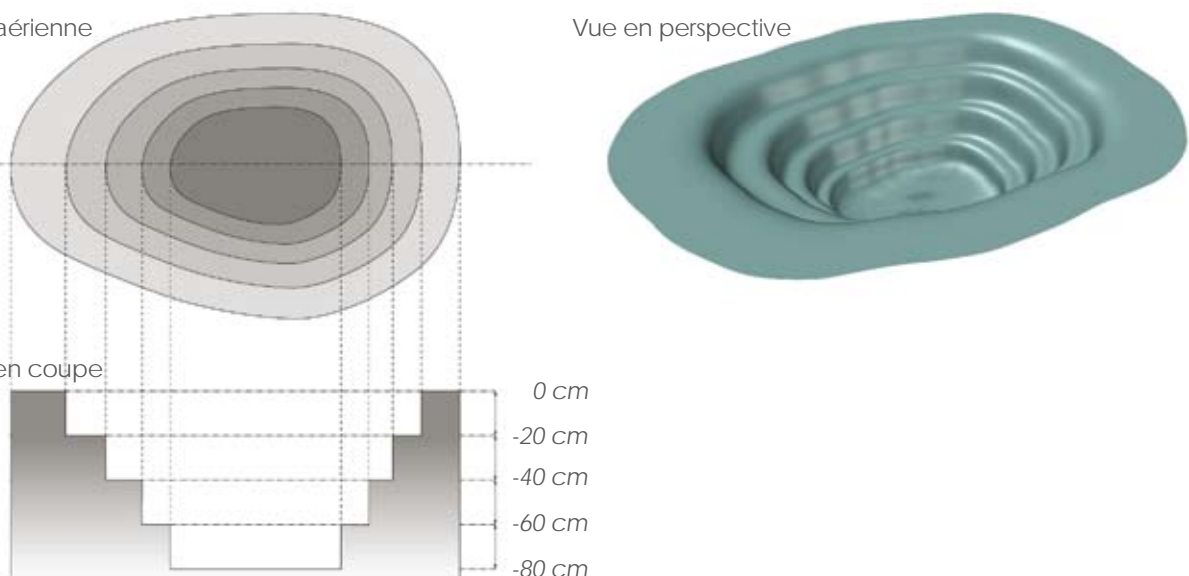 aérienne
Vue en perspective
en coupe
0 cm
-20 cm
-40 cm
-60 cm
-80 cm